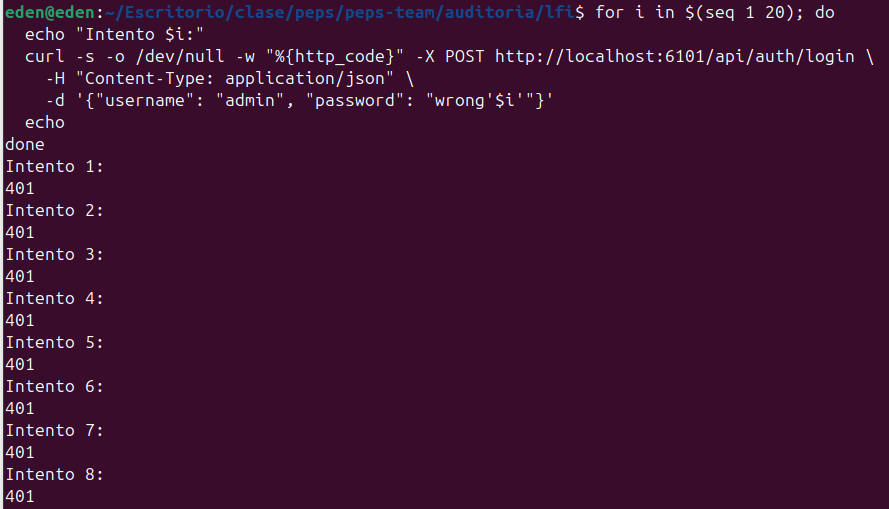 eden@eden:~/Escritorio/clase/peps/peps-team/auditoria/lfi$ for i in $(seq 1 20); do
  echo "Intento $i:"
  curl -s -o /dev/null -w "%{http_code}" -X POST http://localhost:6101/api/auth/login \
    -H "Content-Type: application/json" \
    -d '{"username": "admin", "password": "wrong'$i'"}'
  echo
done
Intento 1:
401
Intento 2:
401
Intento 3:
401
Intento 4:
401
Intento 5:
401
Intento 6:
401
Intento 7:
401
Intento 8:
401